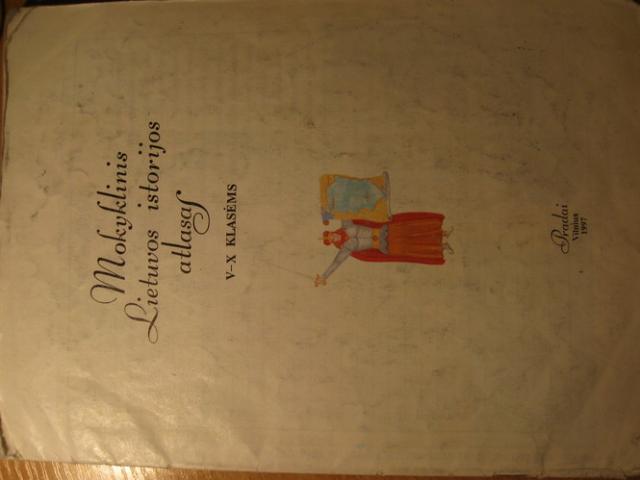 Mokyklinis
Lietuvos istorijos
atlasas
V–X KLASĖMS
Pradai
Vilnius
1997